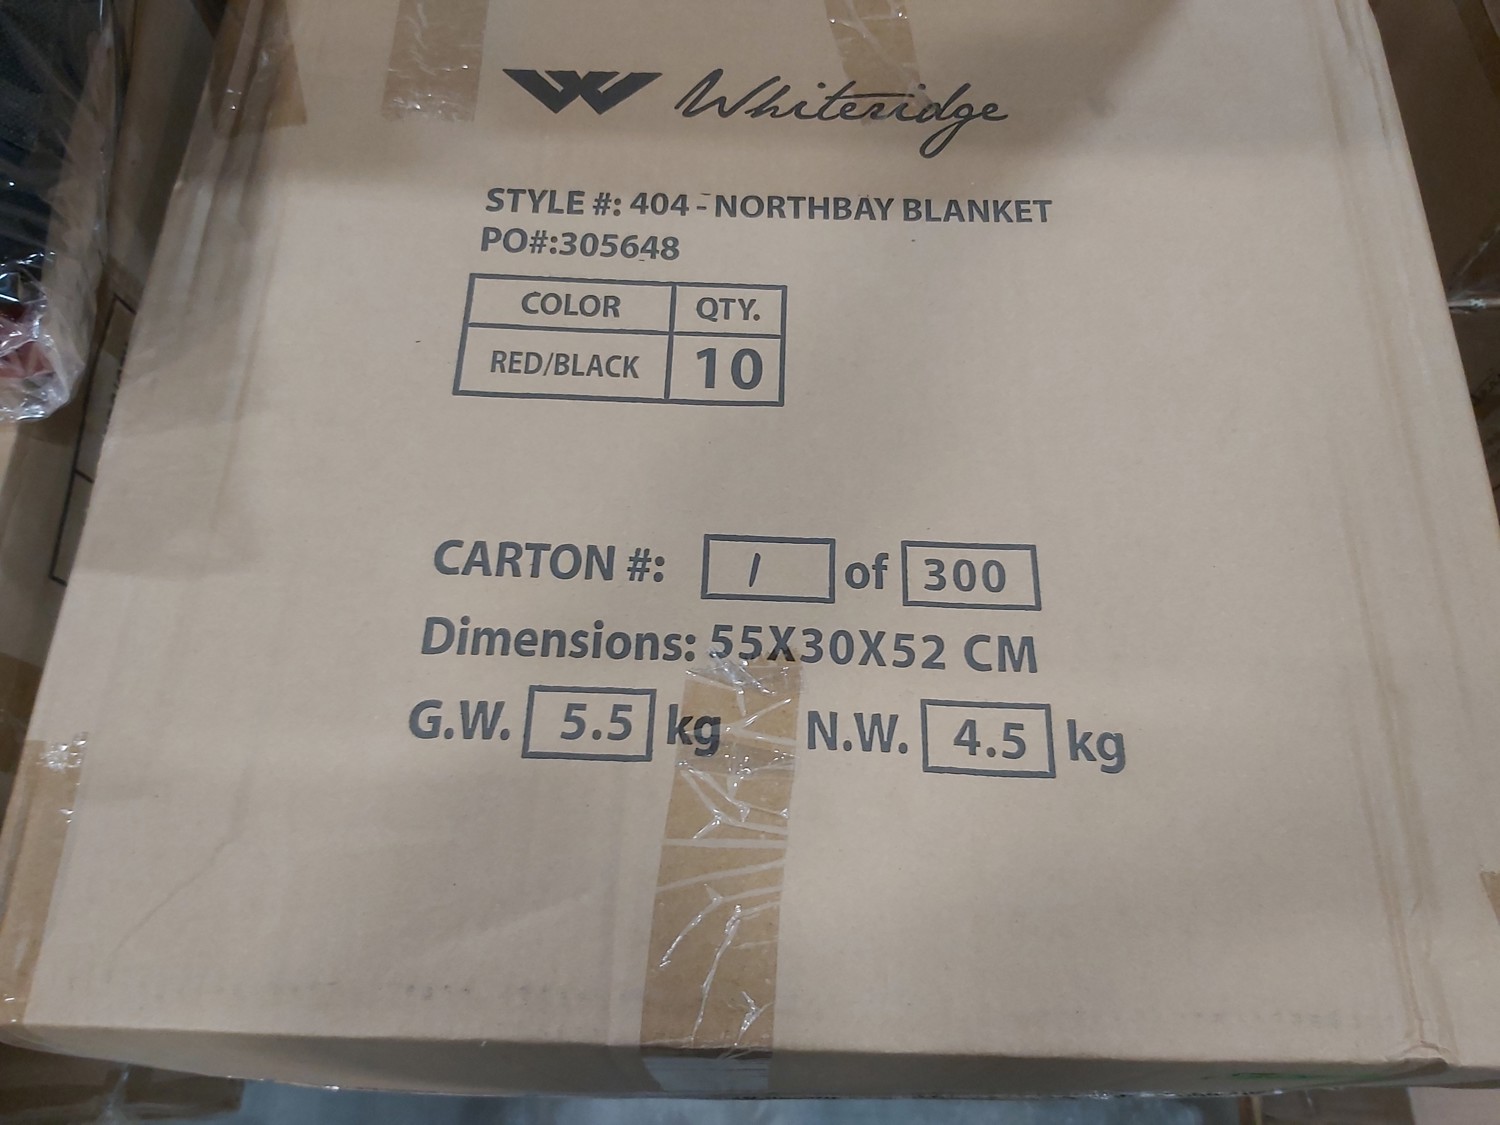 Whiteridge
STYLE #: 404 - NORTHBAY BLANKET
PO#:305648
COLOR QTY.
RED/BLACK 10
CARTON #: 1 of 300
Dimensions: 55X30X52 CM
G.W. 5.5 kg N.W. 4.5 kg